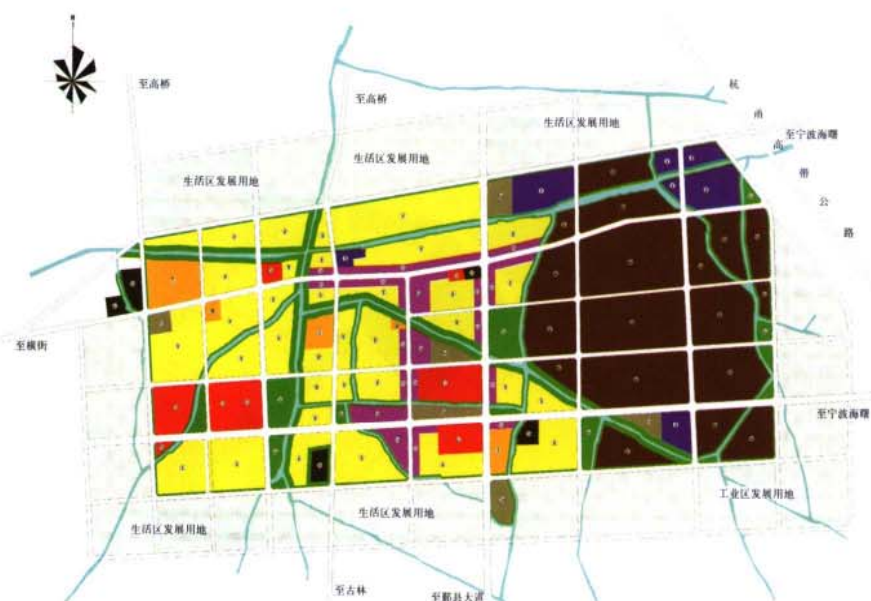 至高桥
至高桥
杭
甬
高
带
公
路
生活区发展用地
至宁波海曙
生活区发展用地
生活区发展用地
至横街
至宁波海曙
工业区发展用地
生活区发展用地
生活区发展用地
至古林
至鄞县大道